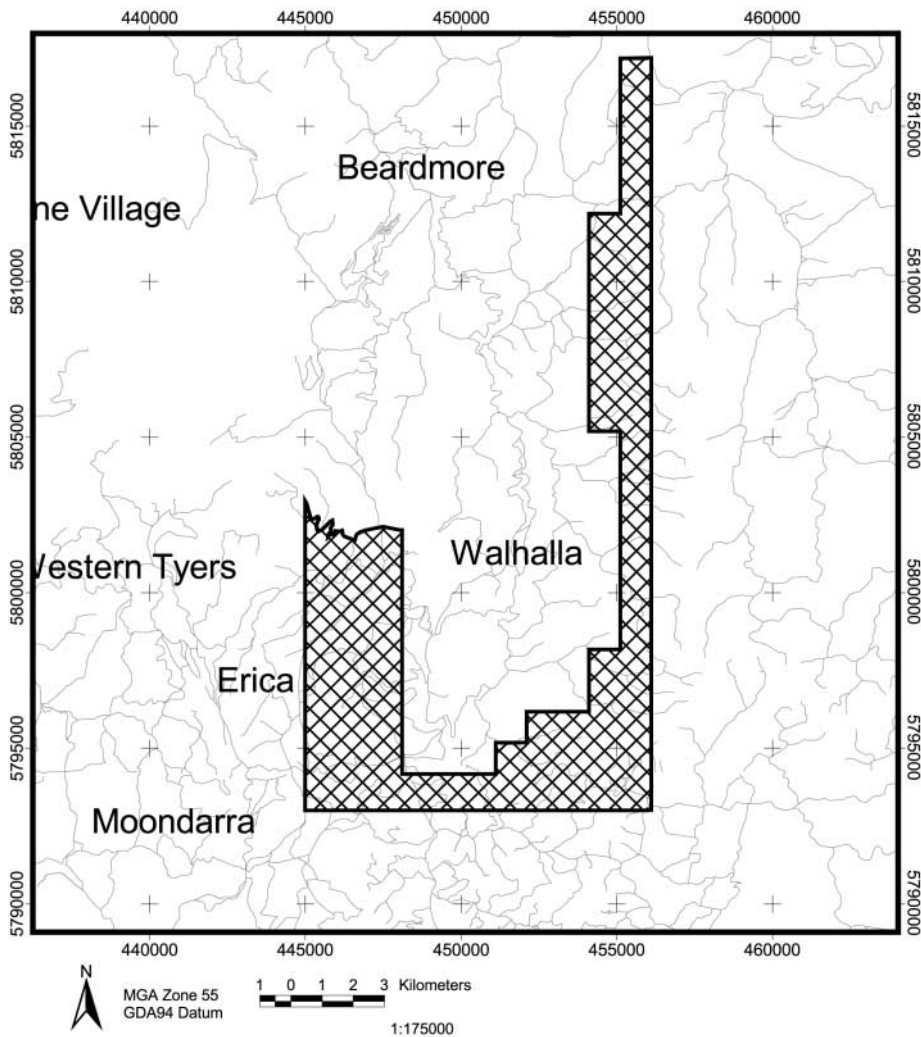 440000 445000 450000 455000 460000
5815000 5815000
Beardmore
ne Village
5810000 5810000
5805000 5805000
Walhalla
Western Tyers
5800000 5800000
Erica
5795000 5795000
Moondarra
5790000 5790000
440000 445000 450000 455000 460000
N
1 0 1 2 3 Kilometers
MGA Zone 55
GDA94 Datum
1:175000